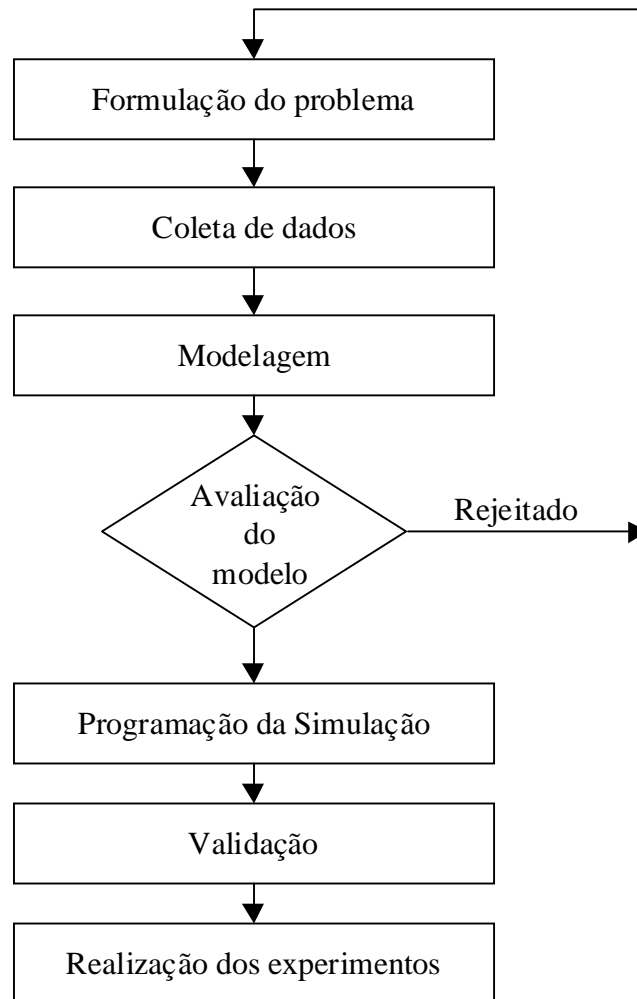 Formulação do problema
Coleta de dados
Modelagem
Avaliação
do
modelo
Rejeitado
Programação da Simulação
Validação
Realização dos experimentos